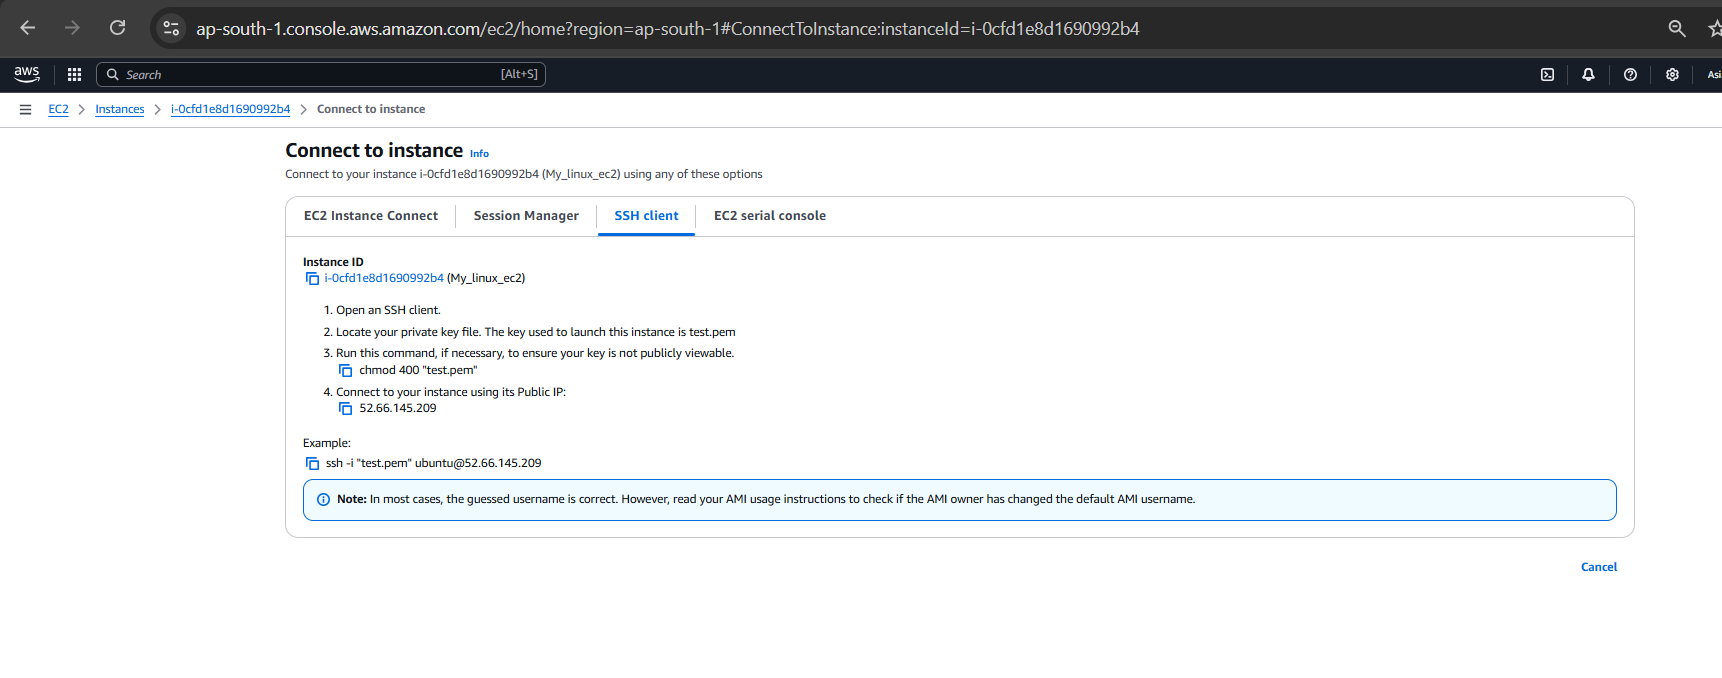 ap-south-1.console.aws.amazon.com/ec2/home?region=ap-south-1#ConnectToInstance:instanceId=i-0cfd1e8d1690992b4
aws
Search [Alt+S]
Asi
EC2 > Instances > i-0cfd1e8d1690992b4 > Connect to instance
Connect to instance Info
Connect to your instance i-0cfd1e8d1690992b4 (My_linux_ec2) using any of these options
EC2 Instance Connect
Session Manager
SSH client
EC2 serial console
Instance ID
i-0cfd1e8d1690992b4 (My_linux_ec2)
1. Open an SSH client.
2. Locate your private key file. The key used to launch this instance is test.pem
3. Run this command, if necessary, to ensure your key is not publicly viewable.
chmod 400 "test.pem"
4. Connect to your instance using its Public IP:
52.66.145.209
Example:
ssh -i "test.pem" ubuntu@52.66.145.209
Note: In most cases, the guessed username is correct. However, read your AMI usage instructions to check if the AMI owner has changed the default AMI username.
Cancel